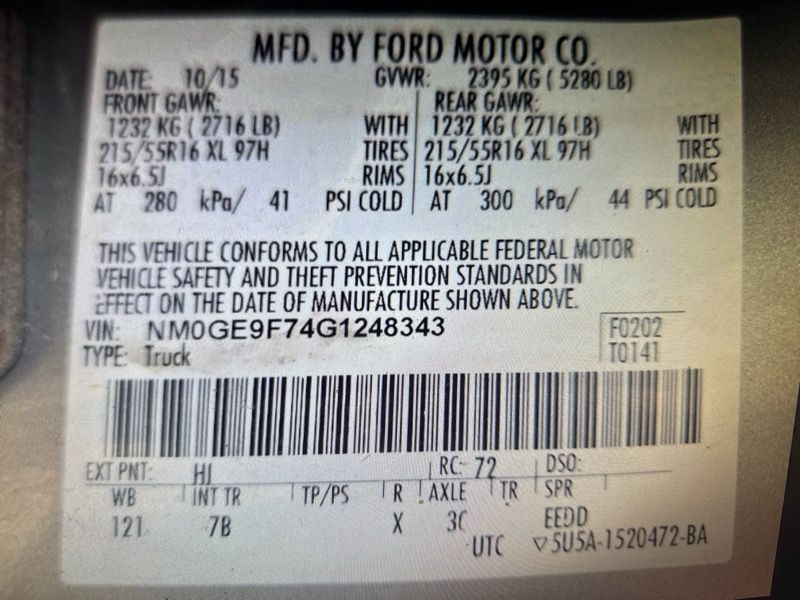 MFD. BY FORD MOTOR CO.
DATE: 10/15 GVWR: 2395 KG ( 5280 LB)
FRONT GAWR: REAR GAWR:
1232 KG ( 2716 LB) WITH 1232 KG ( 2716 LB) WITH
215/55R16 XL 97H TIRES 215/55R16 XL 97H TIRES
16x6.5J RIMS 16x6.5J RIMS
AT 280 kPa/ 41 PSI COLD AT 300 kPa/ 44 PSI COLD
THIS VEHICLE CONFORMS TO ALL APPLICABLE FEDERAL MOTOR
VEHICLE SAFETY AND THEFT PREVENTION STANDARDS IN
EFFECT ON THE DATE OF MANUFACTURE SHOWN ABOVE.
VIN: NM0GE9F74G1248343 F0202
TYPE: Truck T0141
EXT PNT: HJ RC: 72 DSO:
WB INT TR TP/PS R AXLE TR SPR
121 7B X 3C EEDD
UTC ▽5U5A-1520472-BA